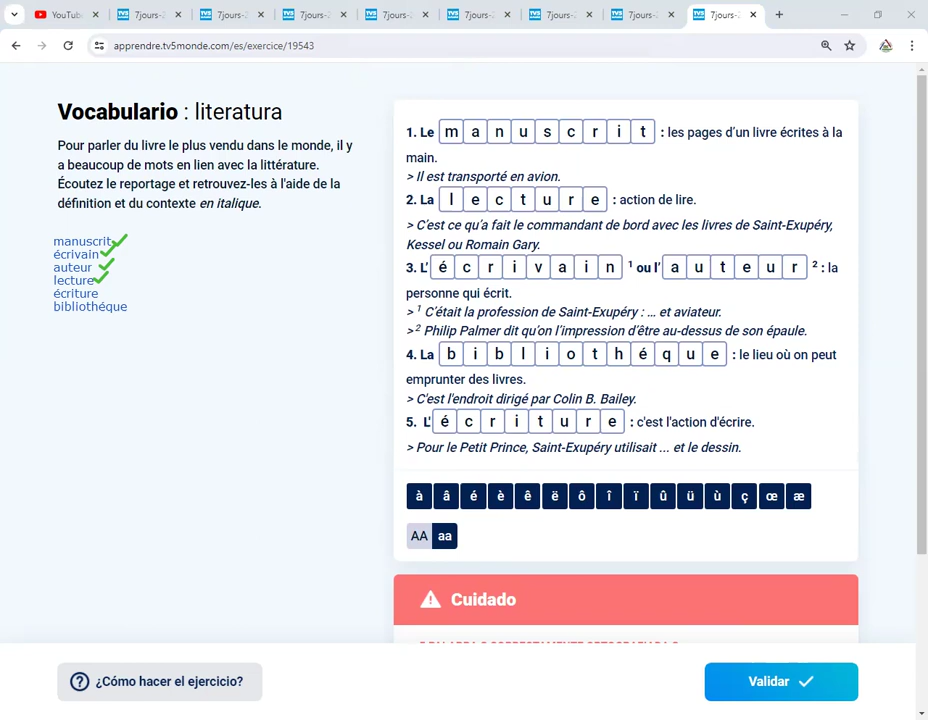 YouTub
7jours-
7jours-
7jours-
7jours-
7jours-
7jours-
7jours-
7jours-
apprendre.tv5monde.com/es/exercice/19543
Vocabulario : literatura
Pour parler du livre le plus vendu dans le monde, il y
a beaucoup de mots en lien avec la littérature.
Écoutez le reportage et retrouvez-les à l'aide de la
définition et du contexte en italique.
manuscrit
écrivain
auteur
lecture
écriture
bibliothéque
1. Le manuscrit : les pages d'un livre écrites à la
main.
> Il est transporté en avion.
2. La lecture : action de lire.
> C'est ce qu'a fait le commandant de bord avec les livres de Saint-Exupéry,
Kessel ou Romain Gary.
3. L' écrivain ¹ ou l' auteur ² : la
personne qui écrit.
> ¹ C'était la profession de Saint-Exupéry : … et aviateur.
>² Philip Palmer dit qu'on l'impression d'être au-dessus de son épaule.
4. La bibliothéque : le lieu où on peut
emprunter des livres.
> C'est l'endroit dirigé par Colin B. Bailey.
5. L' écriture : c'est l'action d'écrire.
> Pour le Petit Prince, Saint-Exupéry utilisait ... et le dessin.
à â é è ê ë ô î ï û ü ù ç œ æ
AA aa
Cuidado
¿Cómo hacer el ejercicio?
Validar